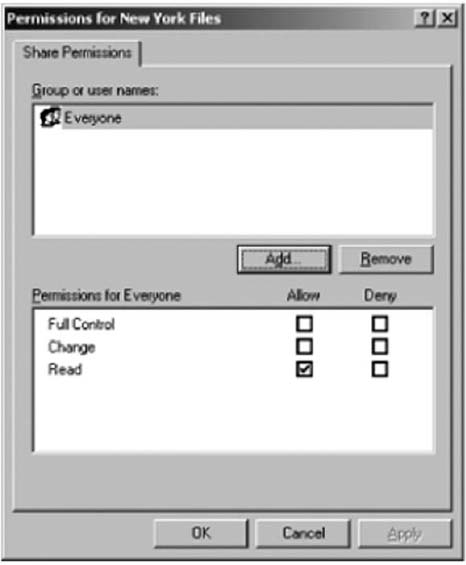 Permissions for New York Files
Share Permissions
Group or user names:
Everyone
Add...
Remove
Permissions for Everyone Allow Deny
Full Control
Change
Read
OK Cancel Apply